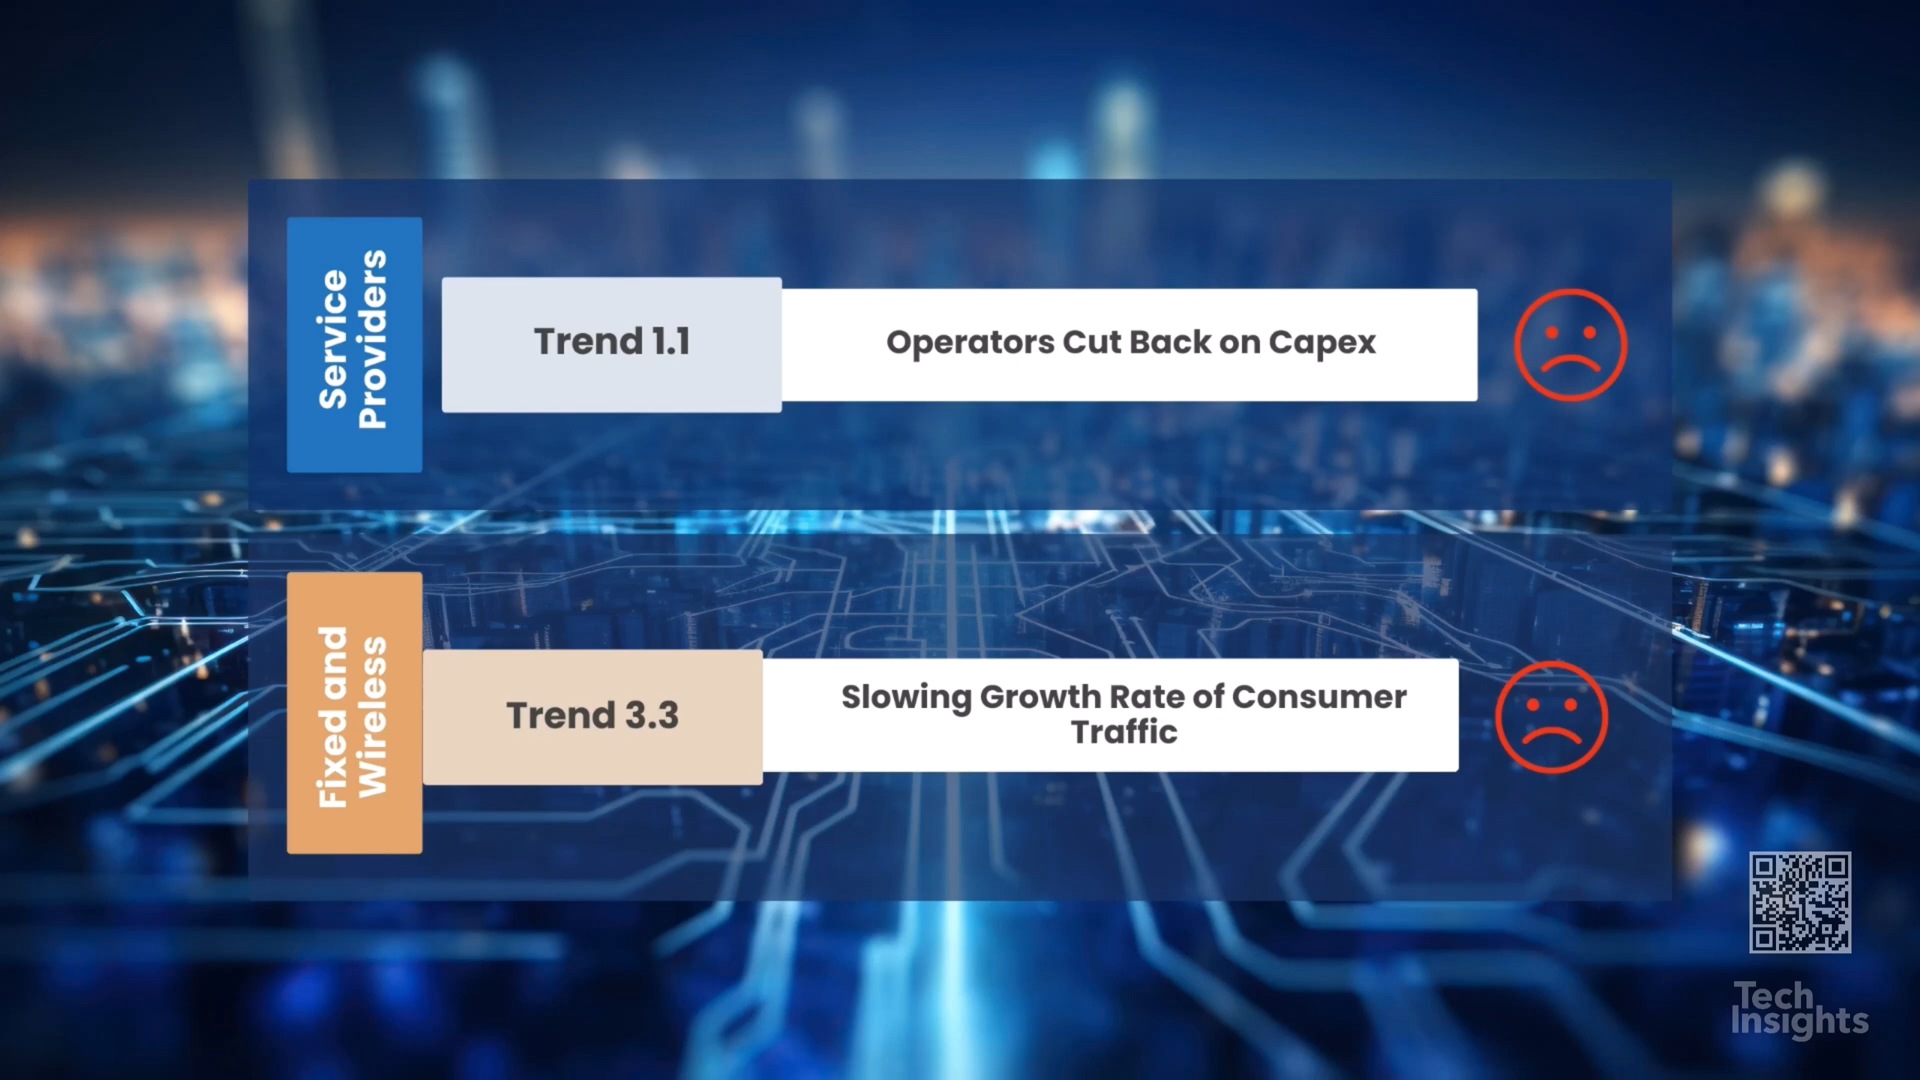 Service
Providers
Trend 1.1
Operators Cut Back on Capex
Fixed and
Wireless
Trend 3.3
Slowing Growth Rate of Consumer
Traffic
Tech
Insights